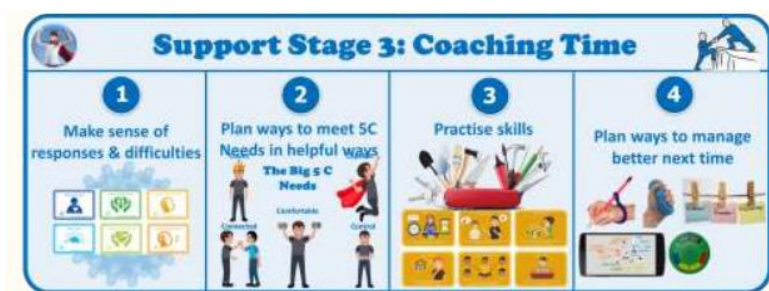 Support Stage 3: Coaching Time
1
Make sense of
responses & difficulties
2
Plan ways to meet 5C
Needs in helpful ways
The Big 5 C
Needs
Comfortable
Connected
Control
3
Practise skills
4
Plan ways to manage
better next time